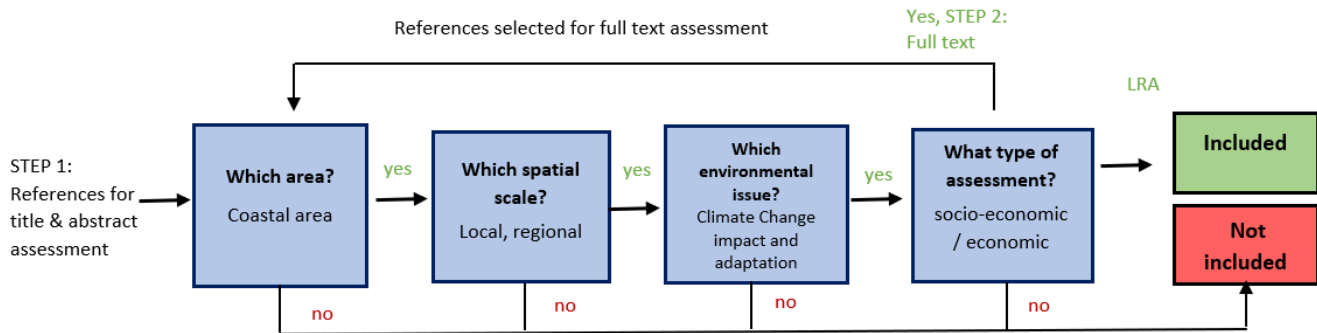 References selected for full text assessment
Yes, STEP 2:
Full text
LRA
STEP 1:
References for
title & abstract
assessment
Which area?
Coastal area
yes
Which spatial
scale?
Local, regional
yes
Which
environmental
issue?
Climate Change
impact and
adaptation
yes
What type of
assessment?
socio-economic
/ economic
Included
Not
included
no
no
no
no